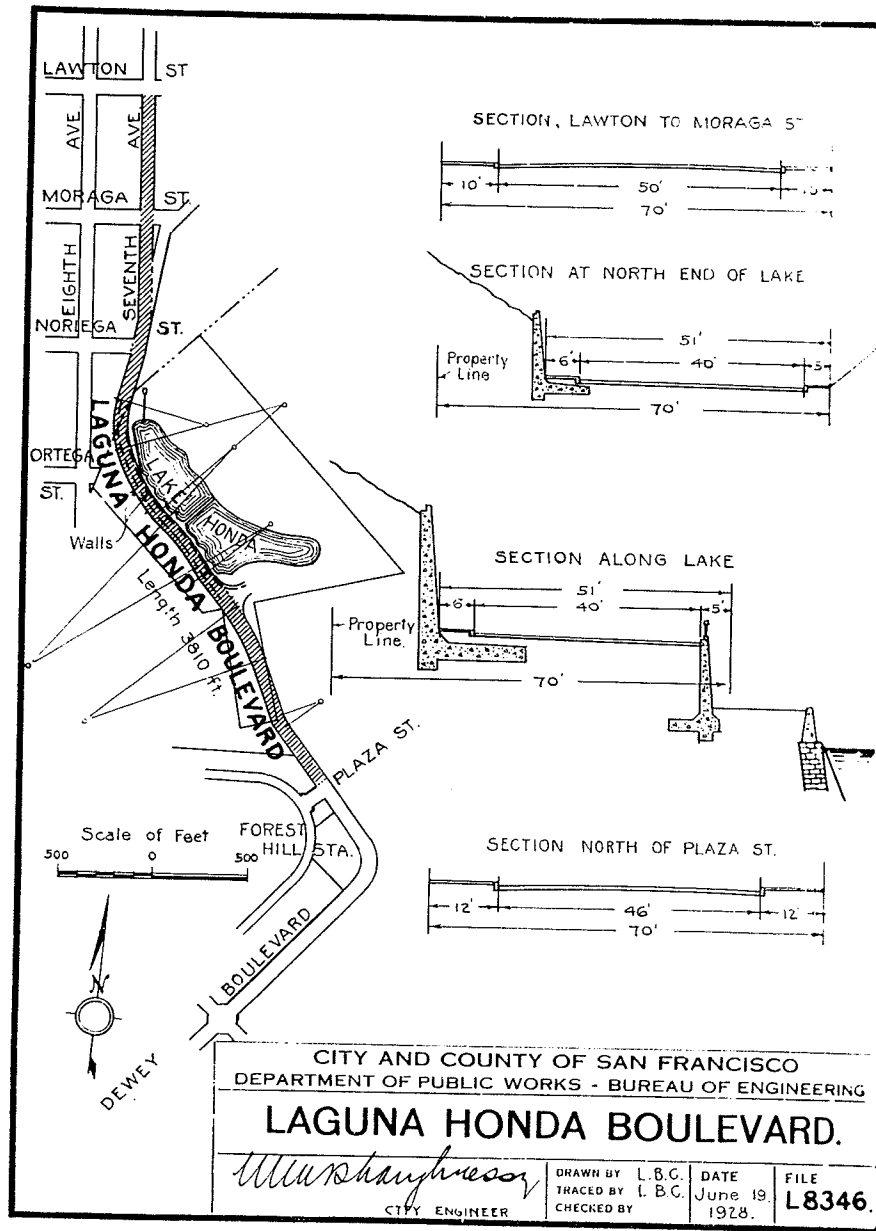 LAWTON ST
AVE.
AVE.
MORAGA ST.
EIGHTH
SEVENTH
NORIEGA ST.
ORTEGA
ST.
LAKE
HONDA
Walls
LAGUNA HONDA BOULEVARD
Length 3810 ft.
PLAZA ST.
FOREST
HILL STA.
Scale of Feet
500 0 500
BOULEVARD
N
DEWEY
SECTION, LAWTON TO MORAGA ST
10' 50' 10'
70'
SECTION AT NORTH END OF LAKE
51'
Property
Line
6' 40' 5'
70'
SECTION ALONG LAKE
51'
6' 40' 5'
Property
Line.
70'
SECTION NORTH OF PLAZA ST.
12' 46' 12'
70'
CITY AND COUNTY OF SAN FRANCISCO
DEPARTMENT OF PUBLIC WORKS - BUREAU OF ENGINEERING
LAGUNA HONDA BOULEVARD.
CITY ENGINEER
DRAWN BY L.B.C.
TRACED BY L.B.C.
CHECKED BY
DATE
June 19,
1928.
FILE
L8346.